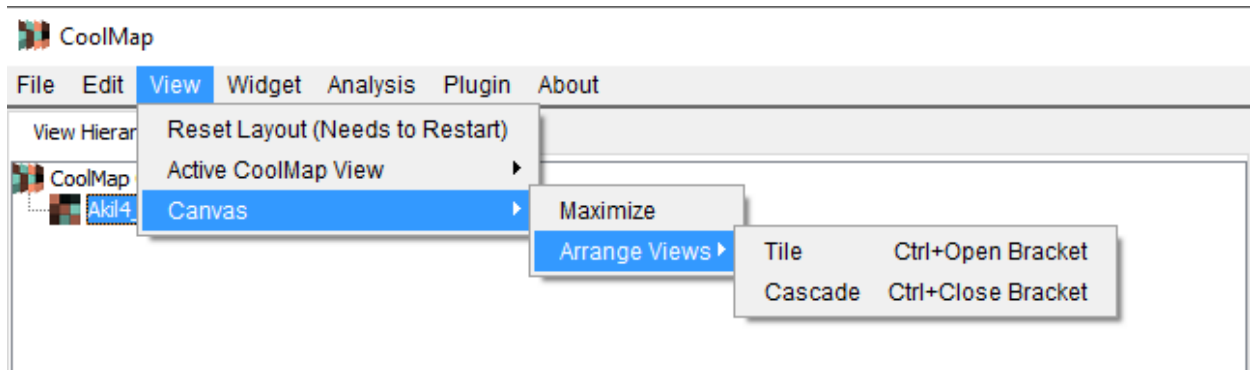 CoolMap
File Edit View Widget Analysis Plugin About
View Hierar
Reset Layout (Needs to Restart)
CoolMap
Active CoolMap View
Akil4_
Canvas
Maximize
Arrange Views
Tile Ctrl+Open Bracket
Cascade Ctrl+Close Bracket